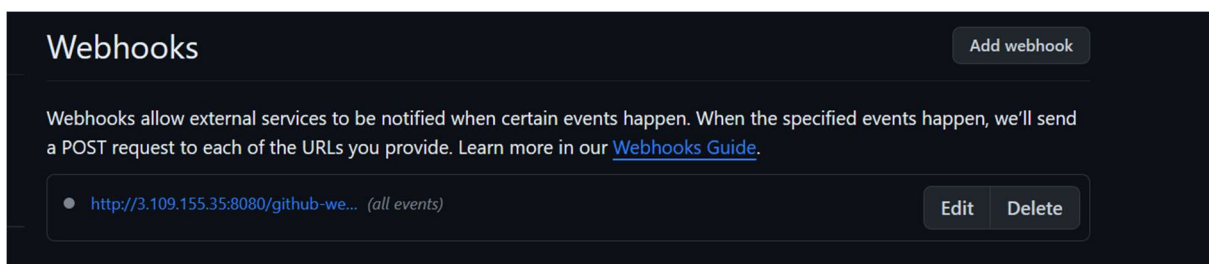 Webhooks
Add webhook
Webhooks allow external services to be notified when certain events happen. When the specified events happen, we'll send
a POST request to each of the URLs you provide. Learn more in our Webhooks Guide.
http://3.109.155.35:8080/github-we... (all events)
Edit
Delete